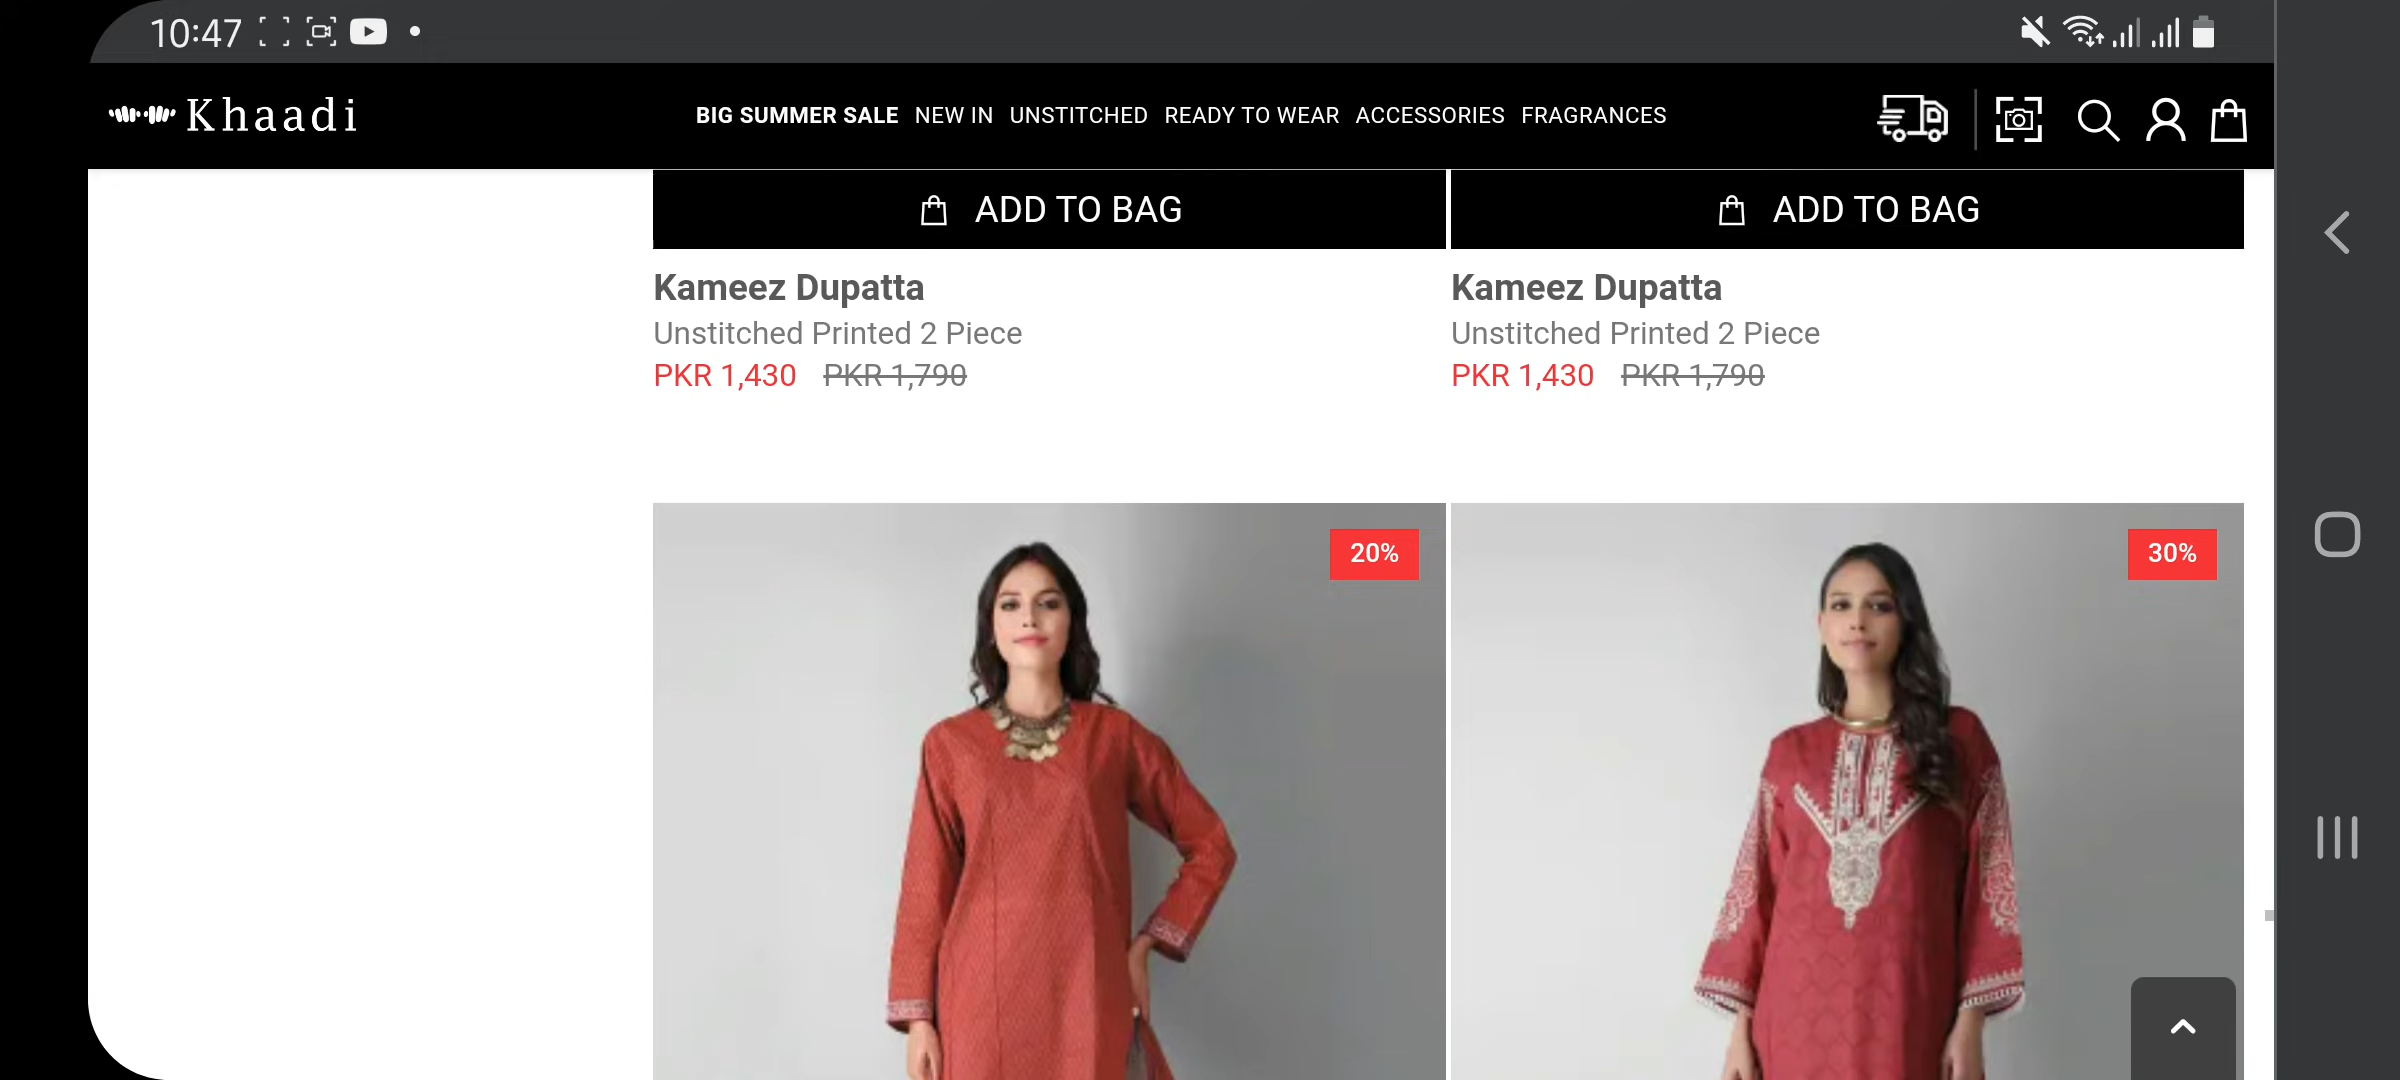 10:47
Khaadi
BIG SUMMER SALE NEW IN UNSTITCHED READY TO WEAR ACCESSORIES FRAGRANCES
ADD TO BAG
ADD TO BAG
Kameez Dupatta
Unstitched Printed 2 Piece
PKR 1,430 PKR 1,790
Kameez Dupatta
Unstitched Printed 2 Piece
PKR 1,430 PKR 1,790
20%
30%